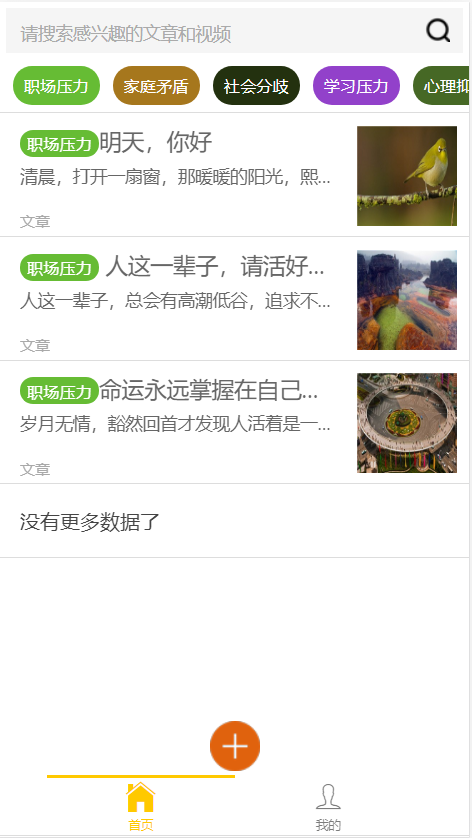 请搜索感兴趣的文章和视频
职场压力 家庭矛盾 社会分歧 学习压力 心理抑
职场压力明天，你好
清晨，打开一扇窗，那暖暖的阳光，熙...
文章
职场压力 人这一辈子，请活好...
人这一辈子，总会有高潮低谷，追求不...
文章
职场压力命运永远掌握在自己...
岁月无情，豁然回首才发现人活着是一...
文章
没有更多数据了
首页 我的